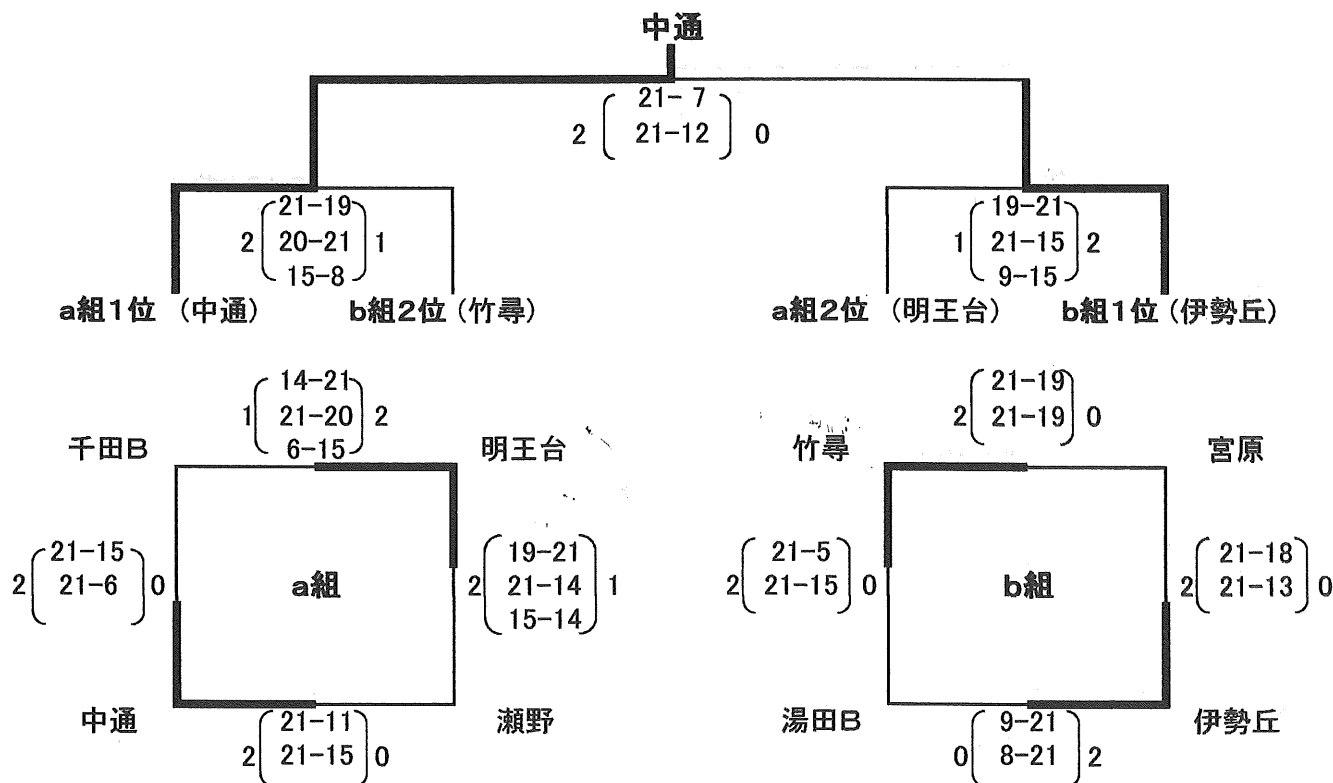 中通
21- 7
2 21-12 0
21-19
2 20-21 1
15-8
19-21
1 21-15 2
9-15
a組1位 (中通) b組2位 (竹尋) a組2位 (明王台) b組1位 (伊勢丘)
14-21
1 21-20 2
6-15
千田B 明王台
21-15
2 21-6 0
a組
19-21
2 21-14 1
15-14
中通 瀬野
21-11
2 21-15 0
21-19
2 21-19 0
竹尋 宮原
21-5
2 21-15 0
b組
21-18
2 21-13 0
湯田B 伊勢丘
9-21
0 8-21 2